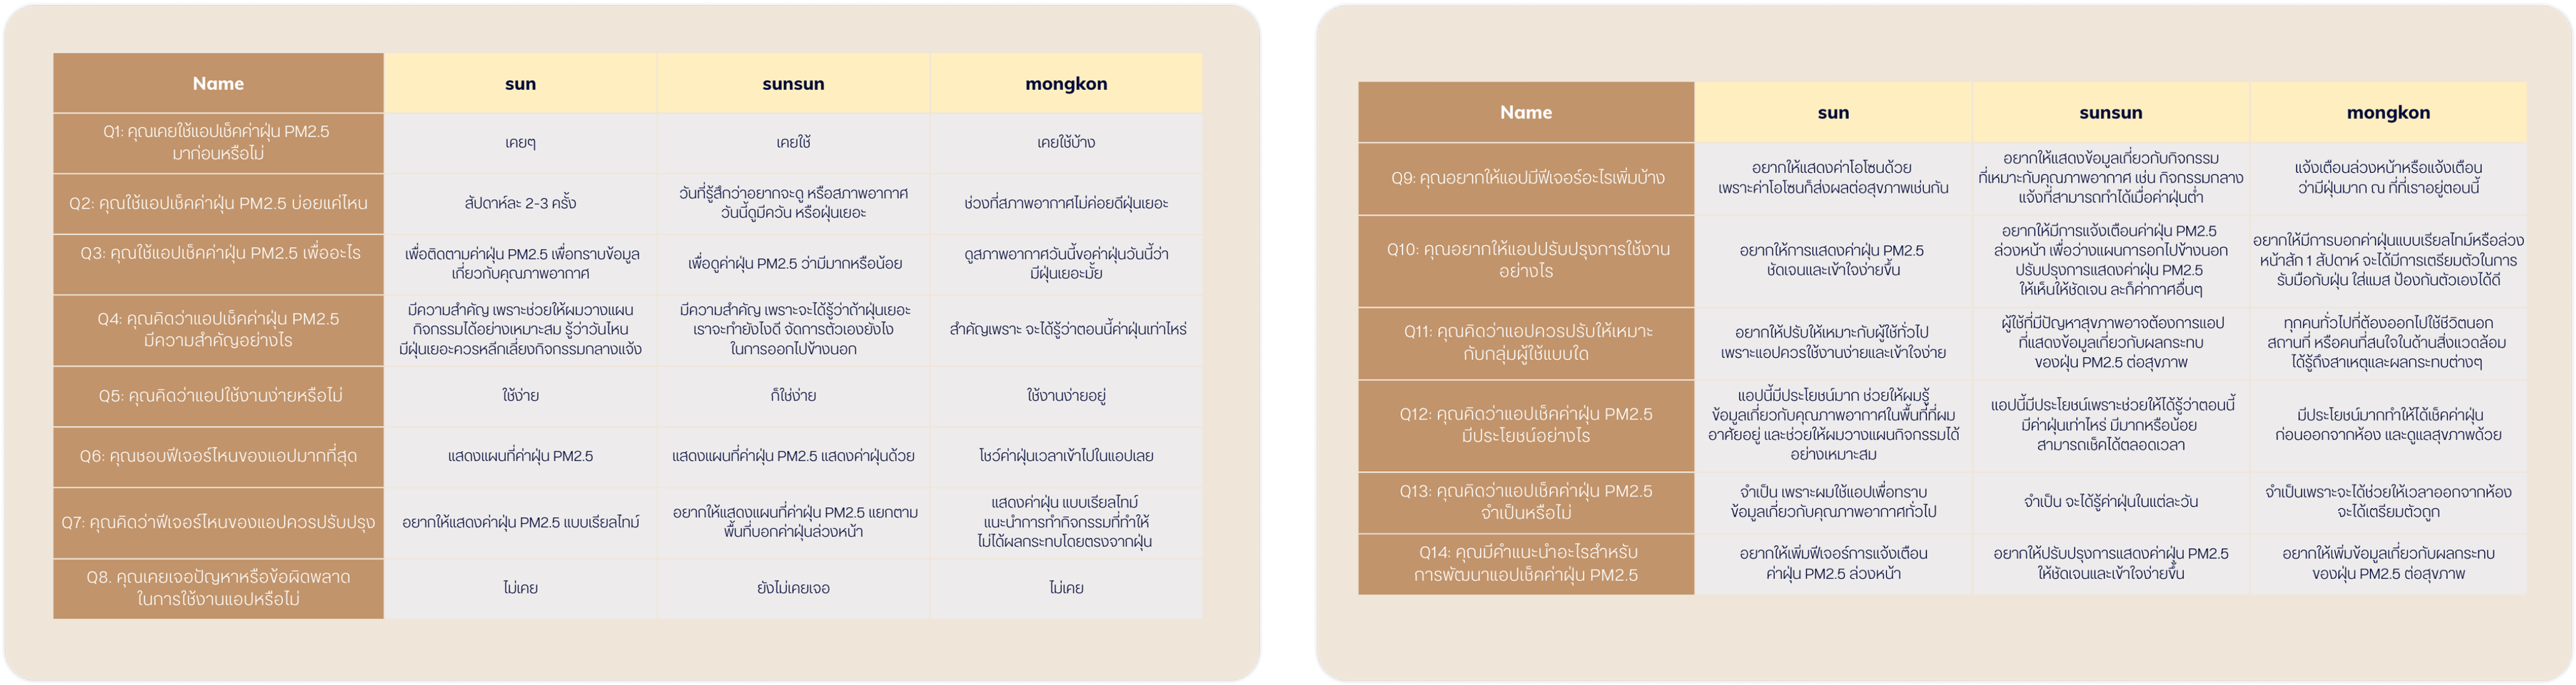 Name
sun
sunsun
mongkon
Q1: คุณเคยใช้แอปเช็คค่าฝุ่น PM2.5
มาก่อนหรือไม่
เคยๆ
เคยใช้
เคยใช้บ้าง
Q2: คุณใช้แอปเช็คค่าฝุ่น PM2.5 บ่อยแค่ไหน
สัปดาห์ละ 2-3 ครั้ง
วันที่รู้สึกว่าอยากจะดู หรือสภาพอากาศ
วันนี้ดูมีควัน หรือฝุ่นเยอะ
ช่วงที่สภาพอากาศไม่ค่อยดีฝุ่นเยอะ
Q3: คุณใช้แอปเช็คค่าฝุ่น PM2.5 เพื่ออะไร
เพื่อติดตามค่าฝุ่น PM2.5 เพื่อทราบข้อมูล
เกี่ยวกับคุณภาพอากาศ
เพื่อดูค่าฝุ่น PM2.5 ว่ามีมากหรือน้อย
ดูสภาพอากาศวันนี้ขอค่าฝุ่นวันนี้ว่า
มีฝุ่นเยอะมั้ย
Q4: คุณคิดว่าแอปเช็คค่าฝุ่น PM2.5
มีความสำคัญอย่างไร
มีความสำคัญ เพราะช่วยให้ผมวางแผน
กิจกรรมได้อย่างเหมาะสม รู้ว่าวันไหน
มีฝุ่นเยอะควรหลีกเลี่ยงกิจกรรมกลางแจ้ง
มีความสำคัญ เพราะจะได้รู้ว่าถ้าฝุ่นเยอะ
เราจะทำยังไงดี จัดการตัวเองยังไง
ในการออกไปข้างนอก
สำคัญเพราะ จะได้รู้ว่าตอนนี้ค่าฝุ่นเท่าไหร่
Q5: คุณคิดว่าแอปใช้งานง่ายหรือไม่
ใช้ง่าย
ก็ใช่ง่าย
ใช้งานง่ายอยู่
Q6: คุณชอบฟีเจอร์ไหนของแอปมากที่สุด
แสดงแผนที่ค่าฝุ่น PM2.5
แสดงแผนที่ค่าฝุ่น PM2.5 แสดงค่าฝุ่นด้วย
โชว์ค่าฝุ่นเวลาเข้าไปในแอปเลย
Q7: คุณคิดว่าฟีเจอร์ไหนของแอปควรปรับปรุง
อยากให้แสดงค่าฝุ่น PM2.5 แบบเรียลไทม์
อยากให้แสดงแผนที่ค่าฝุ่น PM2.5 แยกตาม
พื้นที่บอกค่าฝุ่นล่วงหน้า
แสดงค่าฝุ่น แบบเรียลไทม์
แนะนำการทำกิจกรรมที่ทำให้
ไม่ได้ผลกระทบโดยตรงจากฝุ่น
Q8. คุณเคยเจอปัญหาหรือข้อผิดพลาด
ในการใช้งานแอปหรือไม่
ไม่เคย
ยังไม่เคยเจอ
ไม่เคย
Name
sun
sunsun
mongkon
Q9: คุณอยากให้แอปมีฟีเจอร์อะไรเพิ่มบ้าง
อยากให้แสดงค่าโอโซนด้วย
เพราะค่าโอโซนก็ส่งผลต่อสุขภาพเช่นกัน
อยากให้แสดงข้อมูลเกี่ยวกับกิจกรรม
ที่เหมาะกับคุณภาพอากาศ เช่น กิจกรรมกลาง
แจ้งที่สามารถทำได้เมื่อค่าฝุ่นต่ำ
แจ้งเตือนล่วงหน้าหรือแจ้งเตือน
ว่ามีฝุ่นมาก ณ ที่ที่เราอยู่ตอนนี้
Q10: คุณอยากให้แอปปรับปรุงการใช้งาน
อย่างไร
อยากให้การแสดงค่าฝุ่น PM2.5
ชัดเจนและเข้าใจง่ายขึ้น
อยากให้มีการแจ้งเตือนค่าฝุ่น PM2.5
ล่วงหน้า เพื่อว่างแผนการอกไปข้างนอก
ปรับปรุงการแสดงค่าฝุ่น PM2.5
ให้เห็นให้ชัดเจน ละก็ค่ากาศอื่นๆ
อยากให้มีการบอกค่าฝุ่นแบบเรียลไทม์หรือล่วง
หน้าสัก 1 สัปดาห์ จะได้มีการเตรียมตัวในการ
รับมือกับฝุ่น ใส่แมส ป้องกันตัวเองได้ดี
Q11: คุณคิดว่าแอปควรปรับให้เหมาะ
กับกลุ่มผู้ใช้แบบใด
อยากให้ปรับให้เหมาะกับผู้ใช้ทั่วไป
เพราะแอปควรใช้งานง่ายและเข้าใจง่าย
ผู้ใช้ที่มีปัญหาสุขภาพอาจต้องการแอป
ที่แสดงข้อมูลเกี่ยวกับผลกระทบ
ของฝุ่น PM2.5 ต่อสุขภาพ
ทุกคนทั่วไปที่ต้องออกไปใช้ชีวิตนอก
สถานที่ หรือคนที่สนใจในด้านสิ่งแวดล้อม
ได้รู้ถึงสาเหตุและผลกระทบต่างๆ
Q12: คุณคิดว่าแอปเช็คค่าฝุ่น PM2.5
มีประโยชน์อย่างไร
แอปนี้มีประโยชน์มาก ช่วยให้ผมรู้
ข้อมูลเกี่ยวกับคุณภาพอากาศในพื้นที่ที่ผม
อาศัยอยู่ และช่วยให้ผมวางแผนกิจกรรมได้
อย่างเหมาะสม
แอปนี้มีประโยชน์เพราะช่วยให้ได้รู้ว่าตอนนี้
มีค่าฝุ่นเท่าไหร่ มีมากหรือน้อย
สามารถเช็คได้ตลอดเวลา
มีประโยชน์มากทำให้ได้เช็คค่าฝุ่น
ก่อนออกจากห้อง และดูแลสุขภาพด้วย
Q13: คุณคิดว่าแอปเช็คค่าฝุ่น PM2.5
จำเป็นหรือไม่
จำเป็น เพราะผมใช้แอปเพื่อทราบ
ข้อมูลเกี่ยวกับคุณภาพอากาศทั่วไป
จำเป็น จะได้รู้ค่าฝุ่นในแต่ละวัน
จำเป็นเพราะจะได้ช่วยให้เวลาออกจากห้อง
จะได้เตรียมตัวถูก
Q14: คุณมีคำแนะนำอะไรสำหรับ
การพัฒนาแอปเช็คค่าฝุ่น PM2.5
อยากให้เพิ่มฟีเจอร์การแจ้งเตือน
ค่าฝุ่น PM2.5 ล่วงหน้า
อยากให้ปรับปรุงการแสดงค่าฝุ่น PM2.5
ให้ชัดเจนและเข้าใจง่ายขึ้น
อยากให้เพิ่มข้อมูลเกี่ยวกับผลกระทบ
ของฝุ่น PM2.5 ต่อสุขภาพ